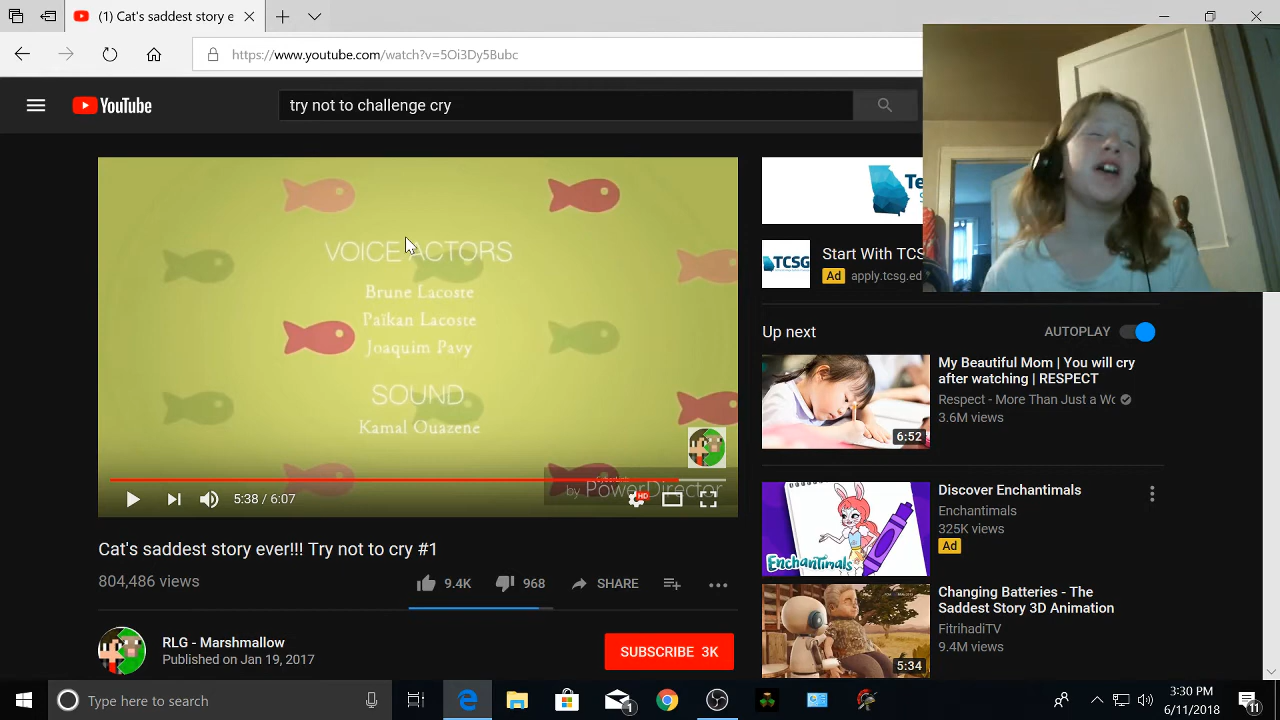 (1) Cat's saddest story e
https://www.youtube.com/watch?v=5Oi3Dy5Bubc
YouTube
try not to challenge cry
VOICE ACTORS
Brune Lacoste
Païkan Lacoste
Joaquim Pavy
SOUND
Kamal Ouazene
by PowerDirector
5:38 / 6:07
HD
Cat's saddest story ever!!! Try not to cry #1
804,486 views
9.4K
968
SHARE
RLG - Marshmallow
Published on Jan 19, 2017
SUBSCRIBE 3K
Te
TCSG
Start With TCS
Ad apply.tcsg.ed
Up next
AUTOPLAY
6:52
My Beautiful Mom | You will cry
after watching | RESPECT
Respect - More Than Just a Wo
3.6M views
Enchantimals
Discover Enchantimals
Enchantimals
325K views
Ad
5:34
Changing Batteries - The
Saddest Story 3D Animation
FitrihadiTV
9.4M views
Type here to search
1
3:30 PM
6/11/2018
11